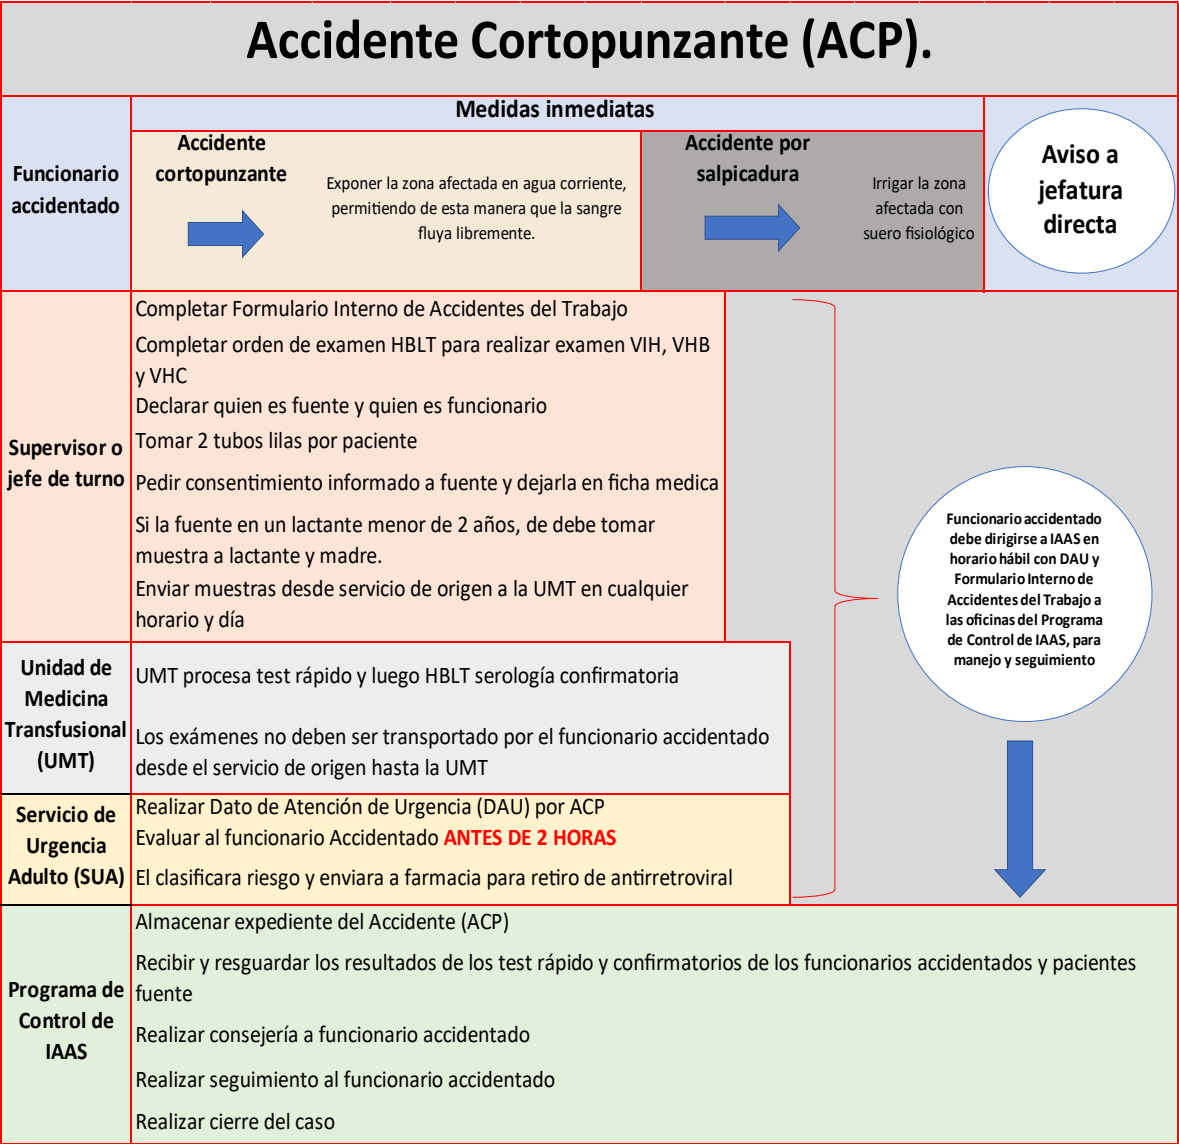 Accidente Cortopunzante (ACP).
Funcionario
accidentado
Medidas inmediatas
Accidente
cortopunzante
Exponer la zona afectada en agua corriente,
permitiendo de esta manera que la sangre
fluya libremente.
Accidente por
salpicadura
Irrigar la zona
afectada con
suero fisiológico
Aviso a
jefatura
directa
Supervisor o
jefe de turno
Completar Formulario Interno de Accidentes del Trabajo
Completar orden de examen HBLT para realizar examen VIH, VHB
y VHC
Declarar quien es fuente y quien es funcionario
Tomar 2 tubos lilas por paciente
Pedir consentimiento informado a fuente y dejarla en ficha medica
Si la fuente en un lactante menor de 2 años, de debe tomar
muestra a lactante y madre.
Enviar muestras desde servicio de origen a la UMT en cualquier
horario y día
Funcionario accidentado
debe dirigirse a IAAS en
horario hábil con DAU y
Formulario Interno de
Accidentes del Trabajo a
las oficinas del Programa
de Control de IAAS, para
manejo y seguimiento
Unidad de
Medicina
Transfusional
(UMT)
UMT procesa test rápido y luego HBLT serología confirmatoria
Los exámenes no deben ser transportado por el funcionario accidentado
desde el servicio de origen hasta la UMT
Servicio de
Urgencia
Adulto (SUA)
Realizar Dato de Atención de Urgencia (DAU) por ACP
Evaluar al funcionario Accidentado ANTES DE 2 HORAS
El clasificara riesgo y enviara a farmacia para retiro de antirretroviral
Programa de
Control de
IAAS
Almacenar expediente del Accidente (ACP)
Recibir y resguardar los resultados de los test rápido y confirmatorios de los funcionarios accidentados y pacientes
fuente
Realizar consejería a funcionario accidentado
Realizar seguimiento al funcionario accidentado
Realizar cierre del caso